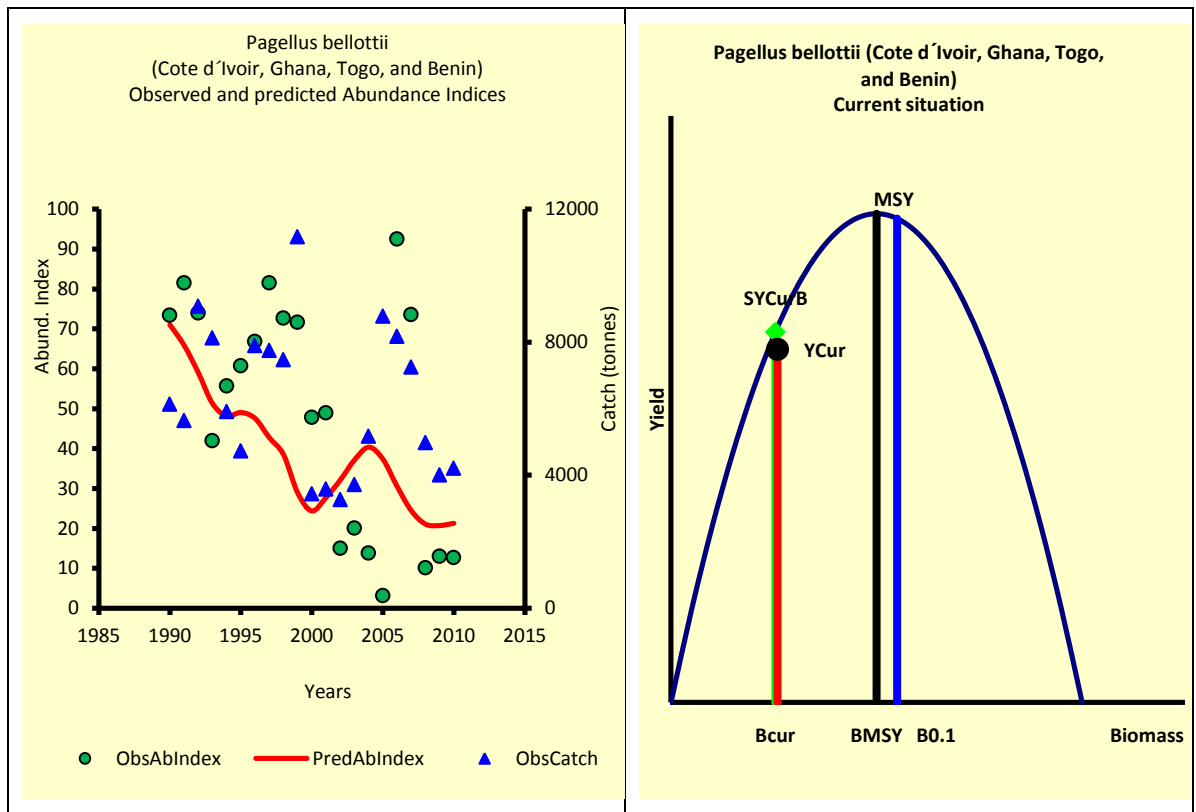 Pagellus bellottii
(Cote d´Ivoir, Ghana, Togo, and Benin)
Observed and predicted Abundance Indices
100
90
80
70
60
50
40
30
20
10
0
Abund. Index
12000
8000
4000
0
Catch (tonnes)
1985 1990 1995 2000 2005 2010 2015
Years
ObsAbIndex PredAbIndex ObsCatch
Pagellus bellottii (Cote d´Ivoir, Ghana, Togo,
and Benin)
Current situation
MSY
SYCurB
YCur
Yield
Bcur BMSY B0.1 Biomass